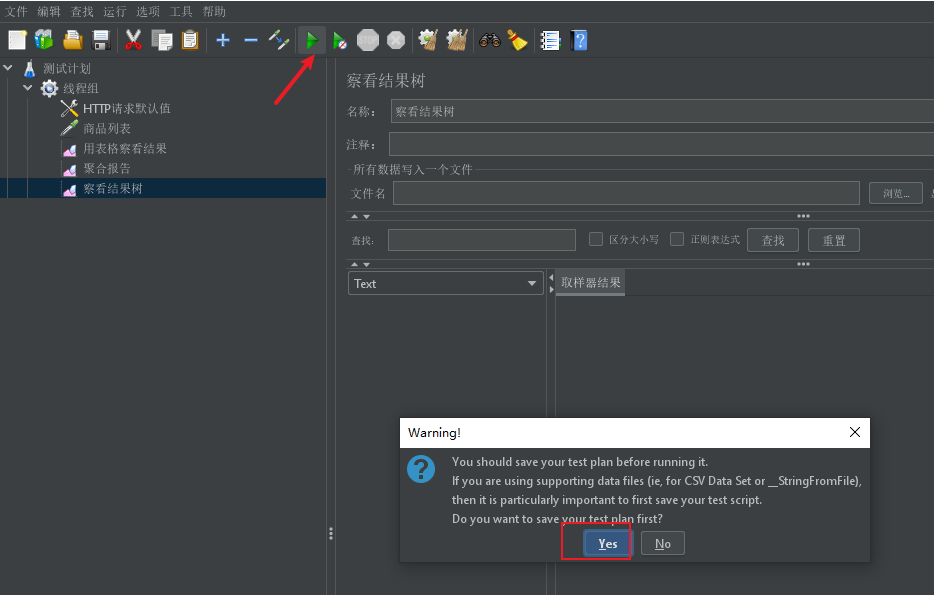 文件 编辑 查找 运行 选项 工具 帮助
STOP
测试计划
线程组
HTTP请求默认值
商品列表
用表格察看结果
聚合报告
察看结果树
察看结果树
名称：
察看结果树
注释：
所有数据写入一个文件
文件名
浏览...
查找:
区分大小写
正则表达式
查找
重置
Text
取样器结果
Warning!
You should save your test plan before running it.
If you are using supporting data files (ie, for CSV Data Set or __StringFromFile),
then it is particularly important to first save your test script.
Do you want to save your test plan first?
Yes
No